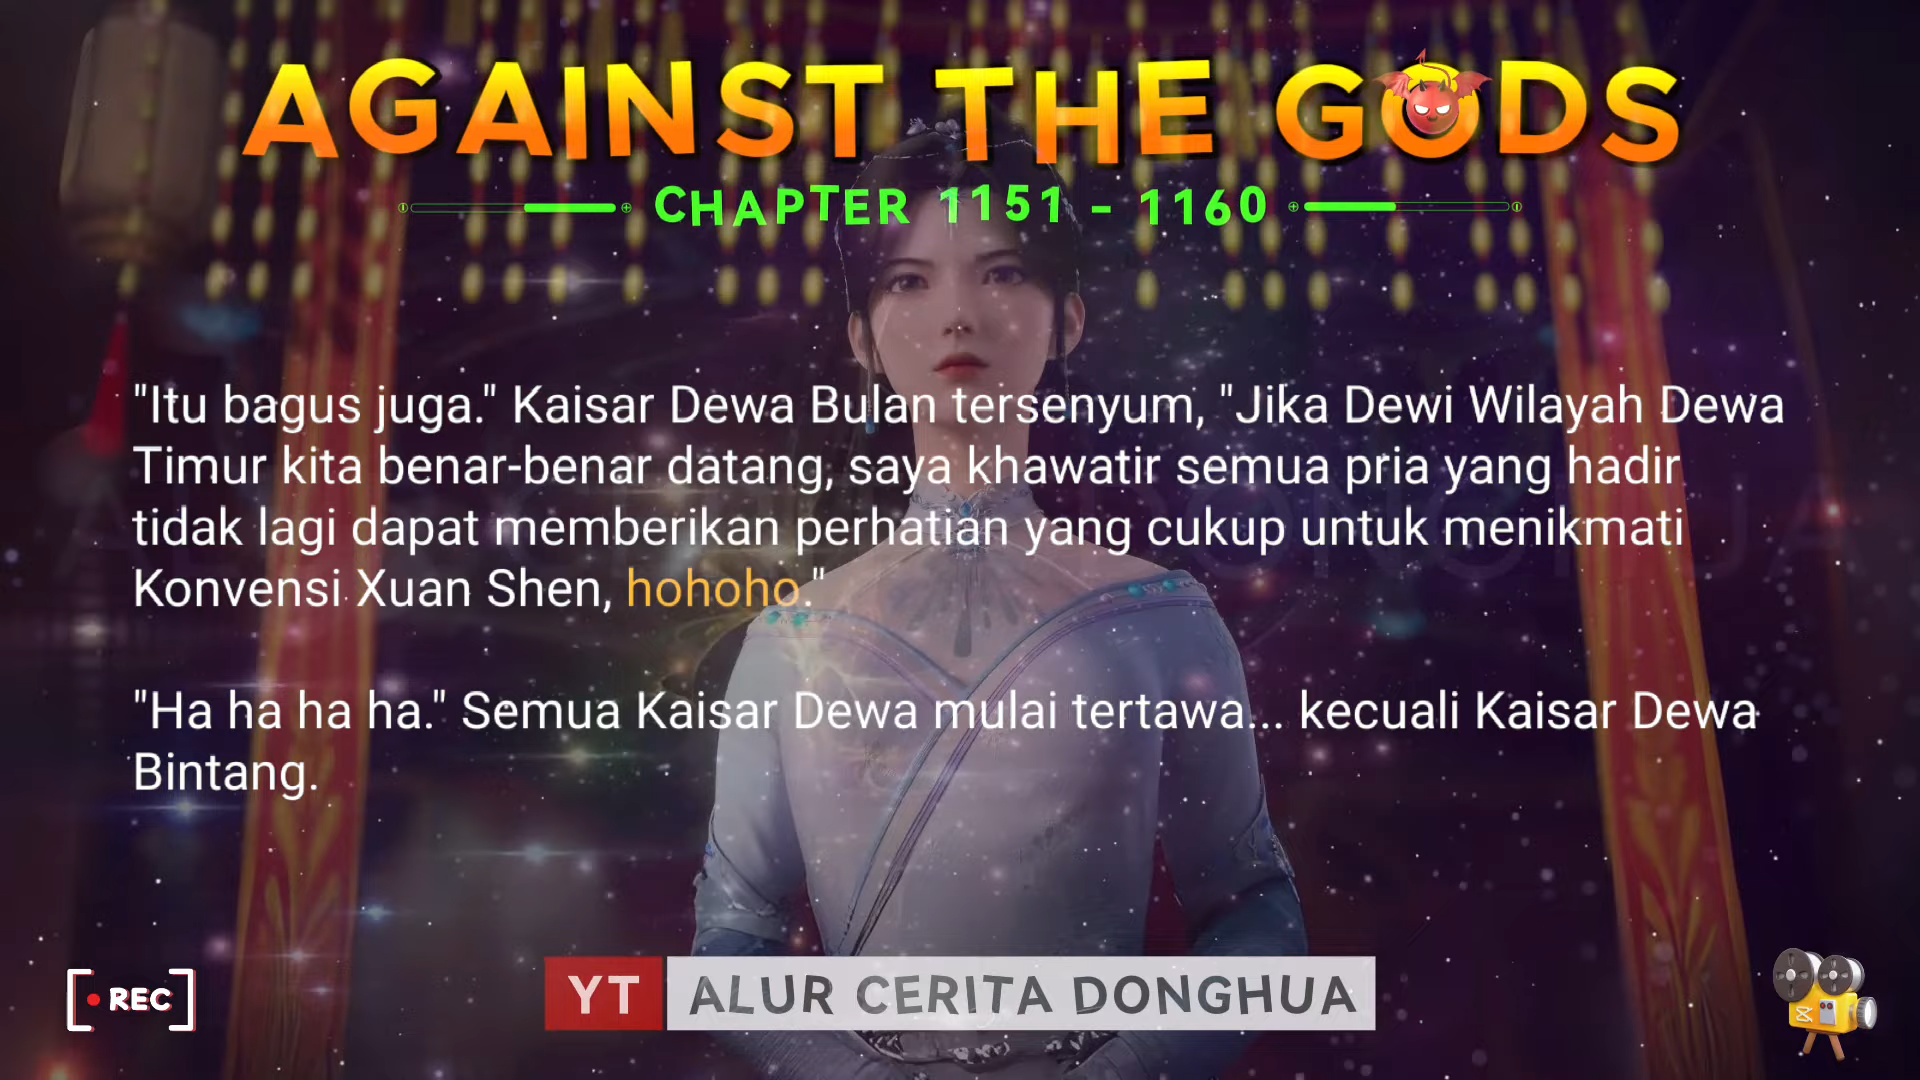 AGAINST THE GODS
CHAPTER 1151 - 1160
"Itu bagus juga." Kaisar Dewa Bulan tersenyum, "Jika Dewi Wilayah Dewa
Timur kita benar-benar datang, saya khawatir semua pria yang hadir
tidak lagi dapat memberikan perhatian yang cukup untuk menikmati
Konvensi Xuan Shen, hohoho."
"Ha ha ha ha." Semua Kaisar Dewa mulai tertawa... kecuali Kaisar Dewa
Bintang.
REC
YT ALUR CERITA DONGHUA